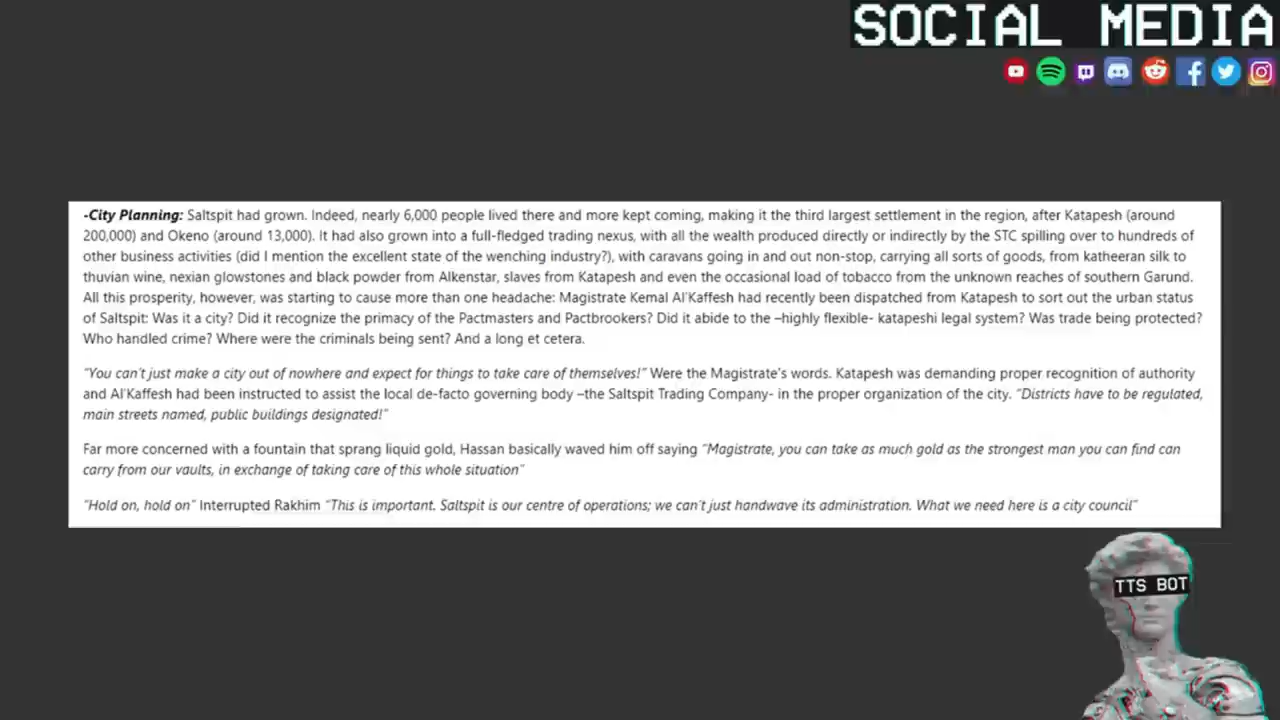 SOCIAL MEDIA
-City Planning: Saltspit had grown. Indeed, nearly 6,000 people lived there and more kept coming, making it the third largest settlement in the region, after Katapesh (around
200,000) and Okeno (around 13,000). It had also grown into a full-fledged trading nexus, with all the wealth produced directly or indirectly by the STC spilling over to hundreds of
other business activities (did I mention the excellent state of the wenching industry?), with caravans going in and out non-stop, carrying all sorts of goods, from katheeran silk to
thuvian wine, nexian glowstones and black powder from Alkenstar, slaves from Katapesh and even the occasional load of tobacco from the unknown reaches of southern Garund.
All this prosperity, however, was starting to cause more than one headache: Magistrate Kemal Al'Kaffesh had recently been dispatched from Katapesh to sort out the urban status
of Saltspit: Was it a city? Did it recognize the primacy of the Pactmasters and Pactbrookers? Did it abide to the –highly flexible- katapeshi legal system? Was trade being protected?
Who handled crime? Where were the criminals being sent? And a long et cetera.
"You can't just make a city out of nowhere and expect for things to take care of themselves!" Were the Magistrate's words. Katapesh was demanding proper recognition of authority
and Al'Kaffesh had been instructed to assist the local de-facto governing body –the Saltspit Trading Company- in the proper organization of the city. "Districts have to be regulated,
main streets named, public buildings designated!"
Far more concerned with a fountain that sprang liquid gold, Hassan basically waved him off saying "Magistrate, you can take as much gold as the strongest man you can find can
carry from our vaults, in exchange of taking care of this whole situation"
"Hold on, hold on" Interrupted Rakhim "This is important. Saltspit is our centre of operations; we can't just handwave its administration. What we need here is a city council"
TTS BOT